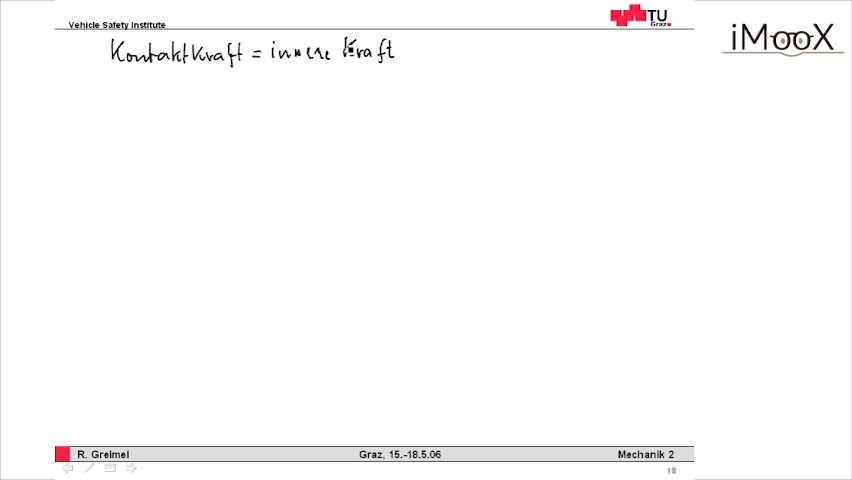 Vehicle Safety Institute
TU
Graz
iMooX
Kontaktkraft = innere Kraft
R. Greimel
Graz, 15.-18.5.06
Mechanik 2
18